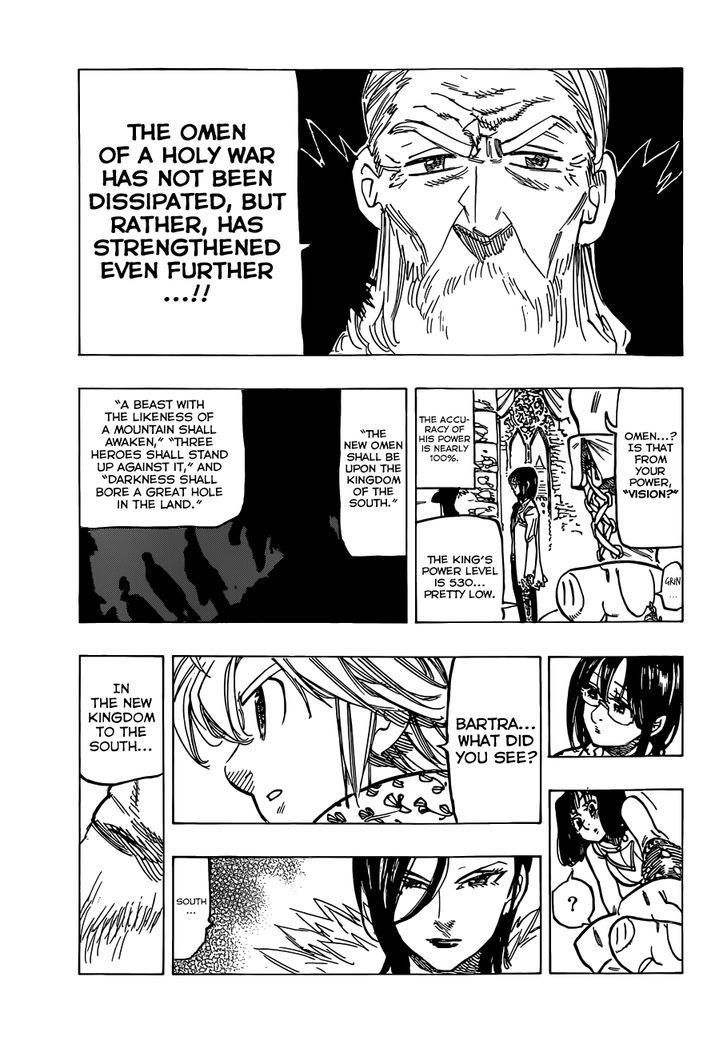 THE OMEN
OF A HOLY WAR
HAS NOT BEEN
DISSIPATED, BUT
RATHER, HAS
STRENGTHENED
EVEN FURTHER
...!!
OMEN...?
IS THAT
FROM
YOUR
POWER,
"VISION?"
GRIN
...
THE ACCU-
RACY OF
HIS POWER
IS NEARLY
100%.
THE KING'S
POWER LEVEL
IS 530...
PRETTY LOW.
"THE
NEW OMEN
SHALL BE
UPON THE
KINGDOM
OF THE
SOUTH."
"A BEAST WITH
THE LIKENESS OF
A MOUNTAIN SHALL
AWAKEN," "THREE
HEROES SHALL STAND
UP AGAINST IT," AND
"DARKNESS SHALL
BORE A GREAT HOLE
IN THE LAND."
BARTRA...
WHAT DID
YOU SEE?
?
SOUTH
...
IN
THE NEW
KINGDOM
TO THE
SOUTH...